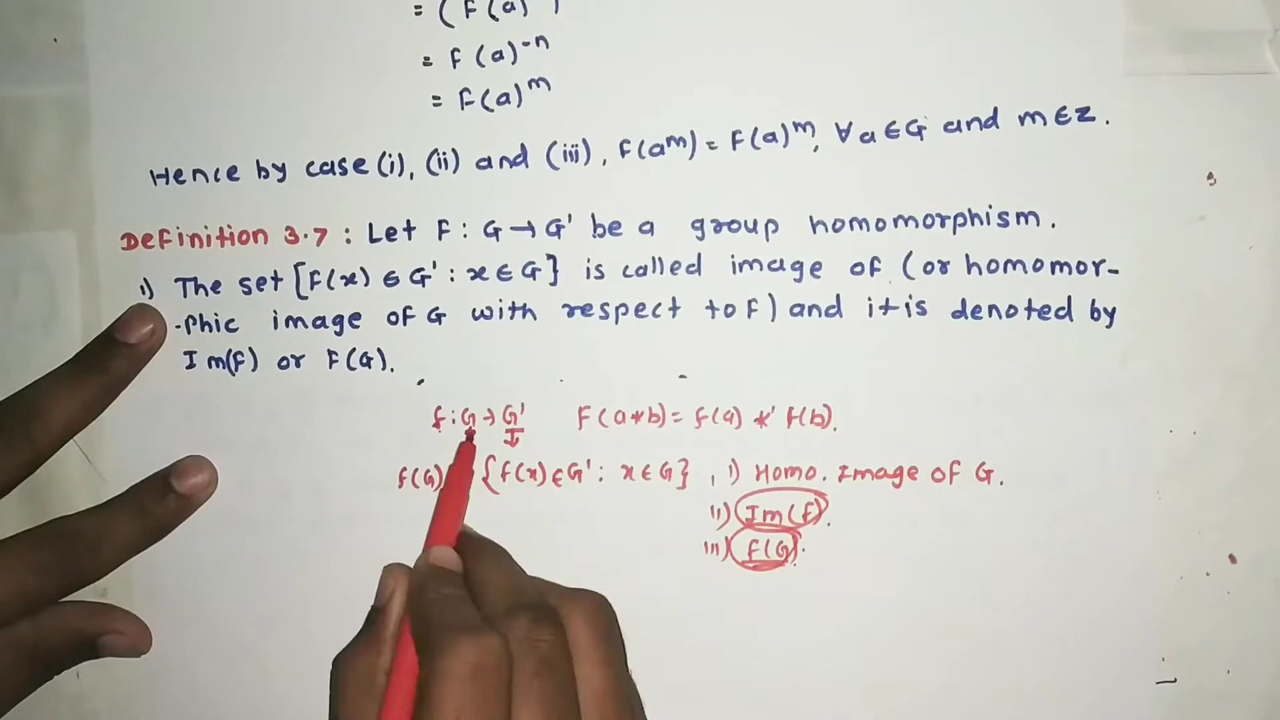 = (F(a)
= F(a)-n
= F(a)m
Hence by case (i), (ii) and (iii), F(am) = F(a)m, ∀a∈G and m∈Z.
Definition 3.7 : Let F : G→G' be a group homomorphism.
i) The set [F(x) ∈ G' : x∈G} is called image of (or homomor-
-phic image of G with respect to F) and it is denoted by
Im(F) or F(G).
f:G→G' F(a*b) = f(a) *' f(b).
f(G) {f(x)∈G' : x∈G} , i) Homo. Image of G.
ii) Im(F).
iii) F(G).